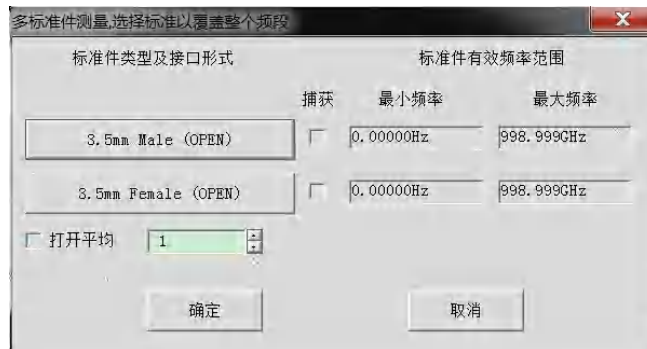 多标准件测量,选择标准以覆盖整个频段
标准件类型及接口形式 标准件有效频率范围
捕获 最小频率 最大频率
3.5mm Male (OPEN) 0.00000Hz 998.999GHz
3.5mm Female (OPEN) 0.00000Hz 998.999GHz
打开平均 1
确定 取消